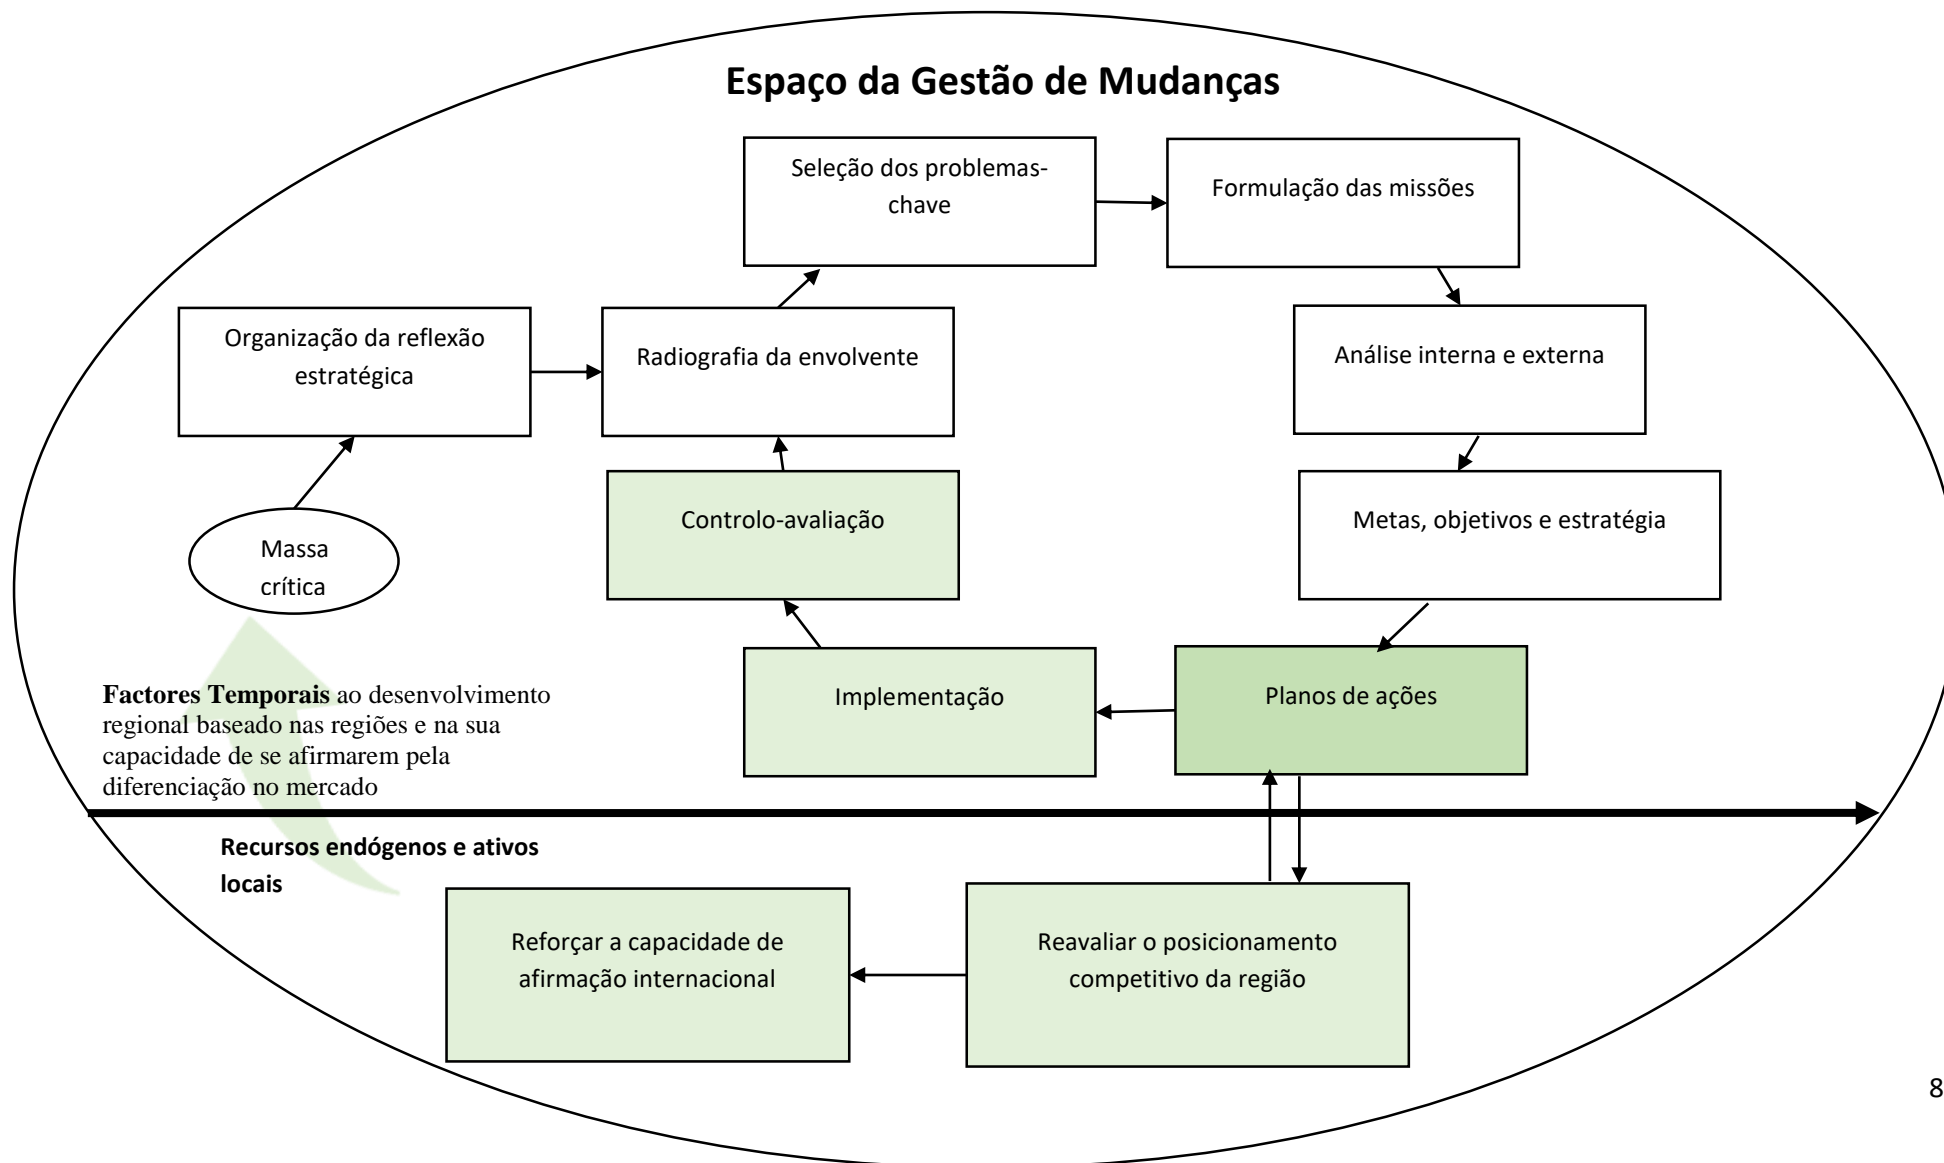 Espaço da Gestão de Mudanças
Seleção dos problemas-
chave
Formulação das missões
Organização da reflexão
estratégica
Radiografia da envolvente
Análise interna e externa
Controlo-avaliação
Metas, objetivos e estratégia
Massa
crítica
Implementação
Planos de ações
Factores Temporais ao desenvolvimento
regional baseado nas regiões e na sua
capacidade de se afirmarem pela
diferenciação no mercado
Recursos endógenos e ativos
locais
Reforçar a capacidade de
afirmação internacional
Reavaliar o posicionamento
competitivo da região
8